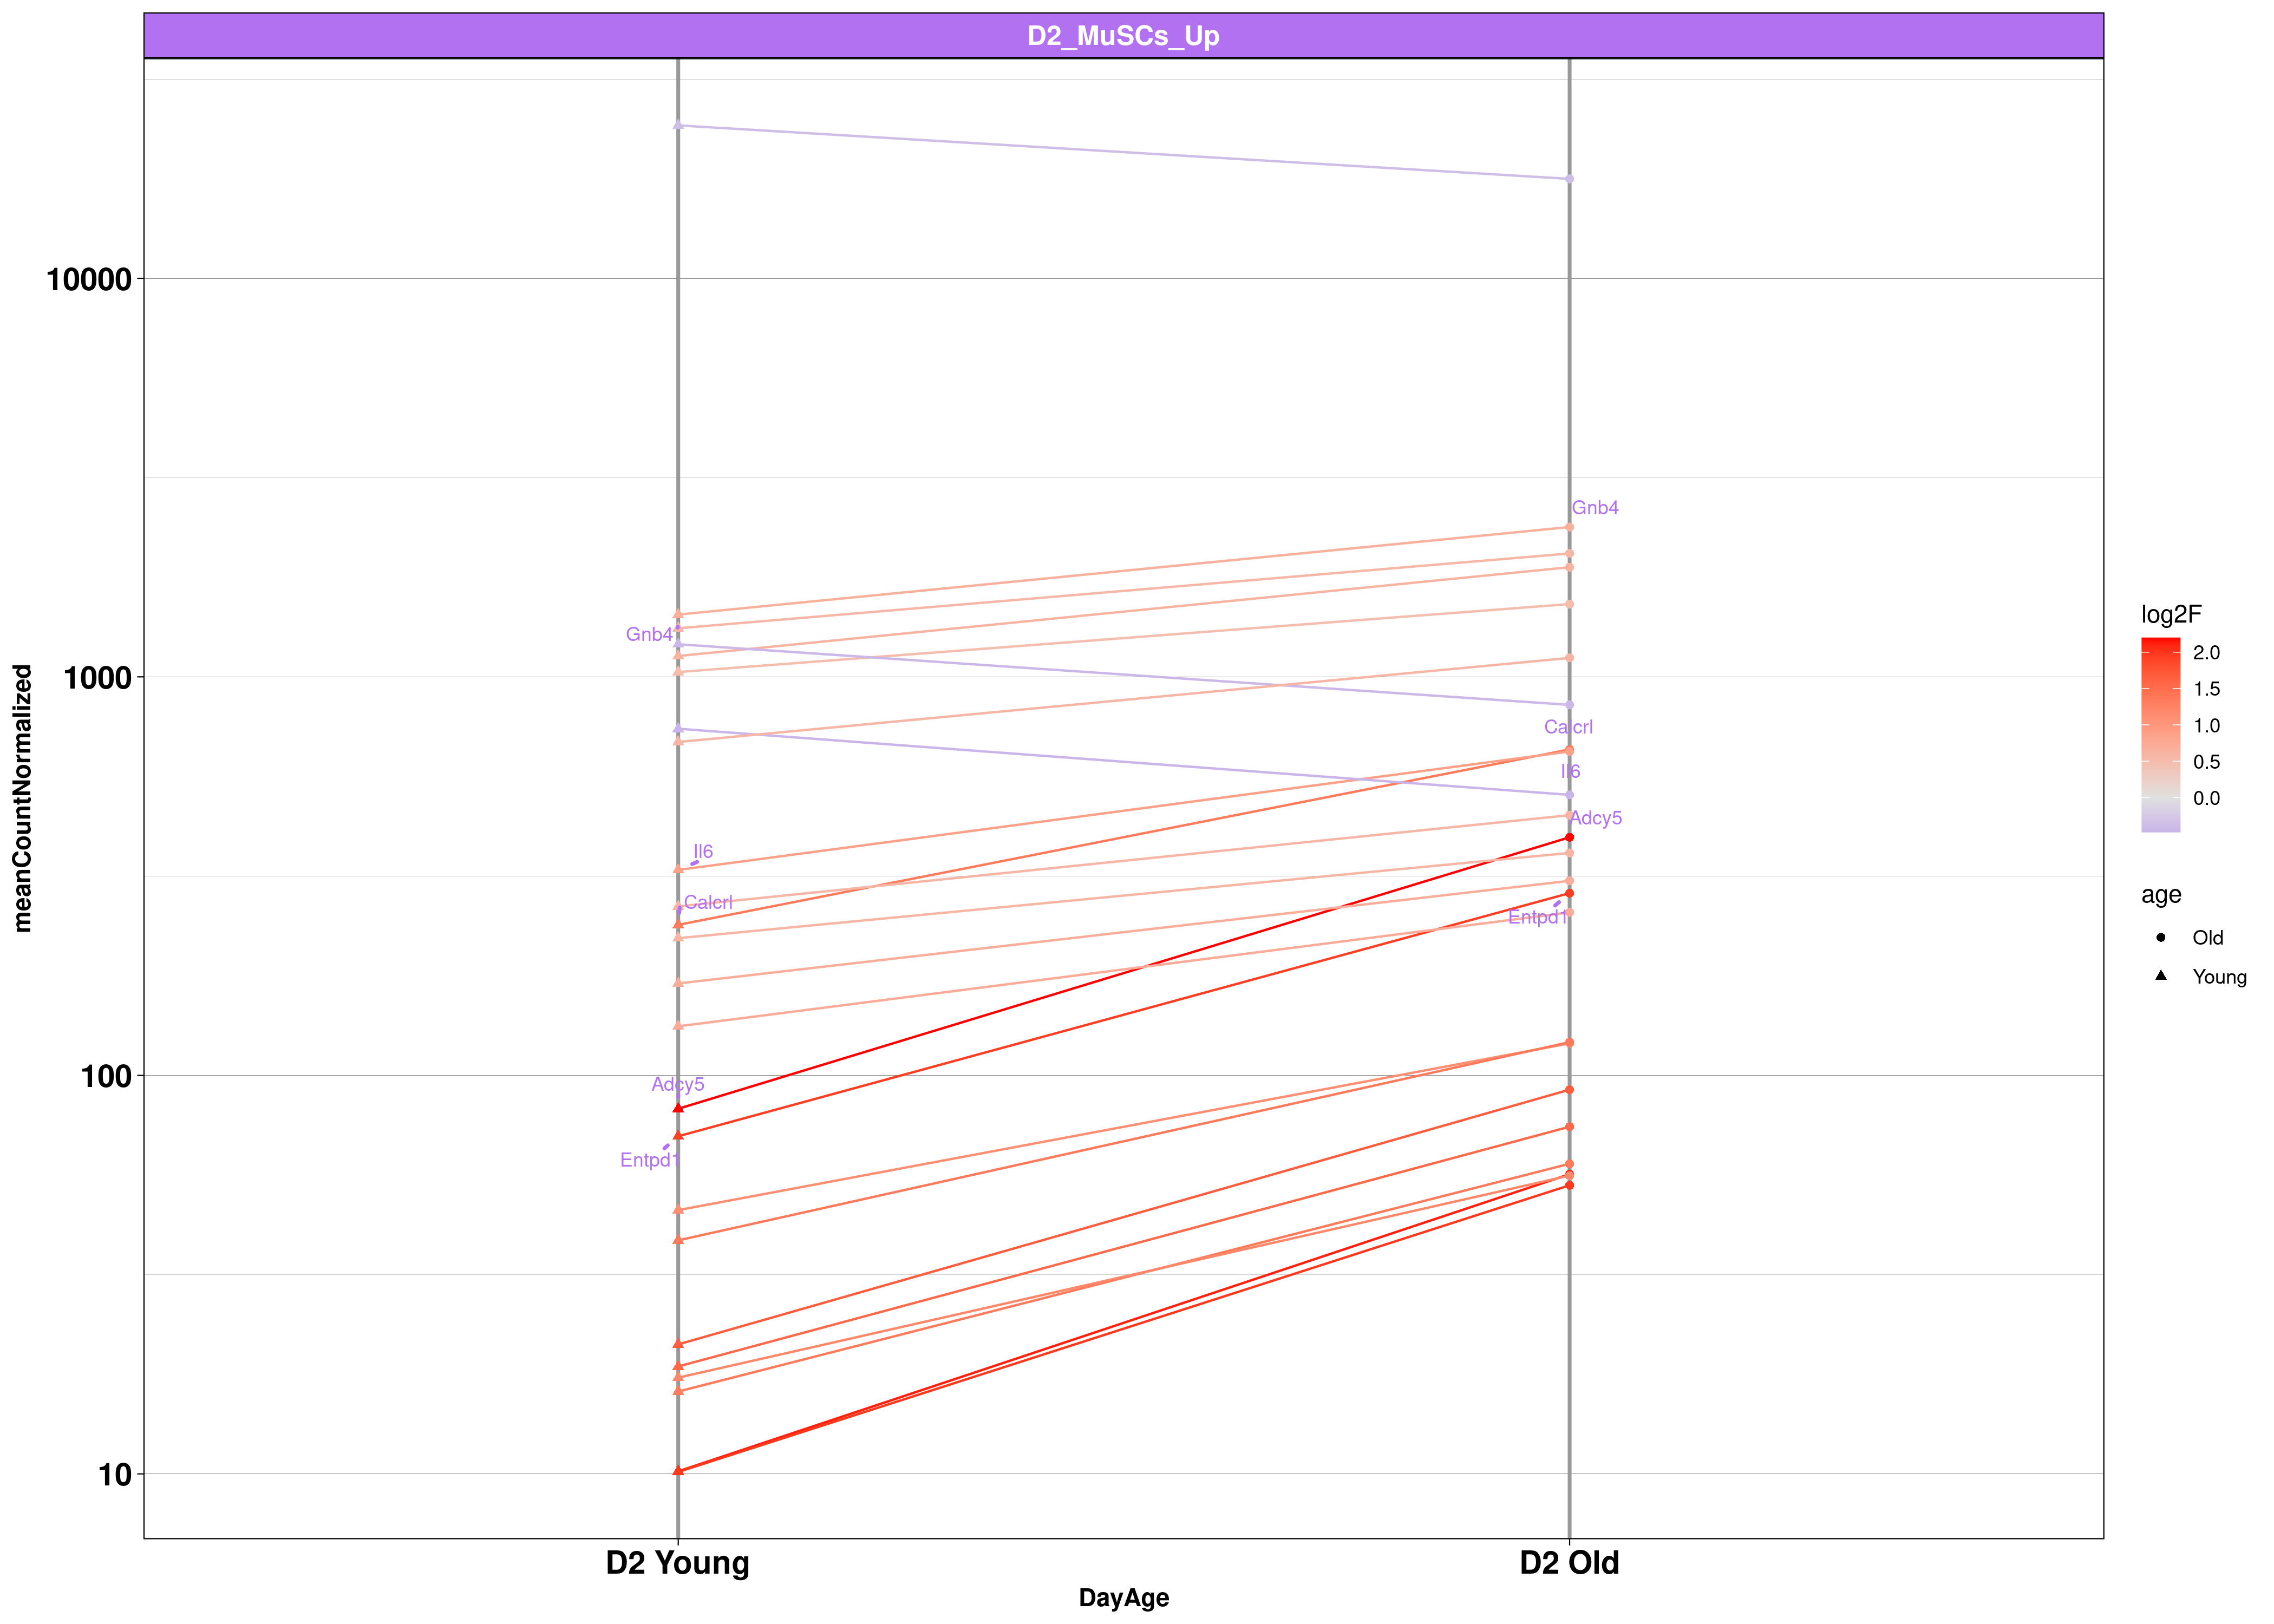 D2_MuSCs_Up
meanCountNormalized
10000
1000
100
10
Gnb4
Il6
Calcrl
Adcy5
Entpd1
Gnb4
Calcrl
Il6
Adcy5
Entpd1
D2 Young
D2 Old
DayAge
log2F
2.0
1.5
1.0
0.5
0.0
age
Old
Young